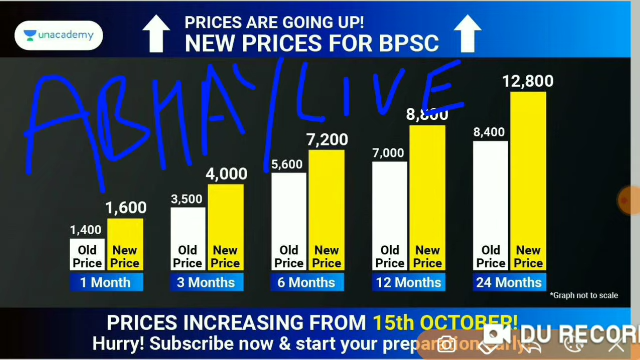 unacademy
PRICES ARE GOING UP!
NEW PRICES FOR BPSC
ABHAY/LIVE
1,400
1,600
3,500
4,000
5,600
7,200
7,000
8,800
8,400
12,800
Old Price
New Price
Old Price
New Price
Old Price
New Price
Old Price
New Price
Old Price
New Price
1 Month
3 Months
6 Months
12 Months
24 Months
*Graph not to scale
PRICES INCREASING FROM 15th OCTOBER!
Hurry! Subscribe now & start your preparation early
DU RECOR